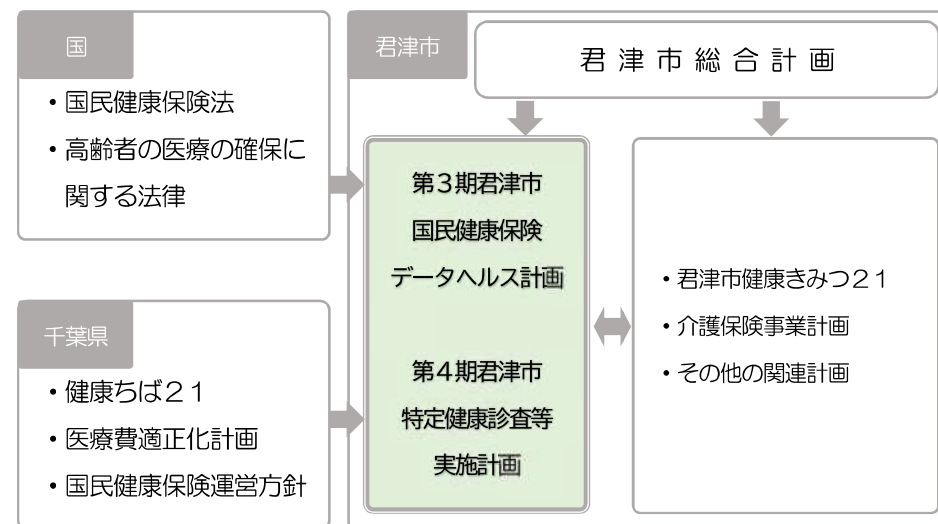 国
・国民健康保険法
・高齢者の医療の確保に
関する法律
千葉県
・健康ちば２１
・医療費適正化計画
・国民健康保険運営方針
君津市
君津市総合計画
第３期君津市
国民健康保険
データヘルス計画
第４期君津市
特定健康診査等
実施計画
・君津市健康きみつ２１
・介護保険事業計画
・その他の関連計画